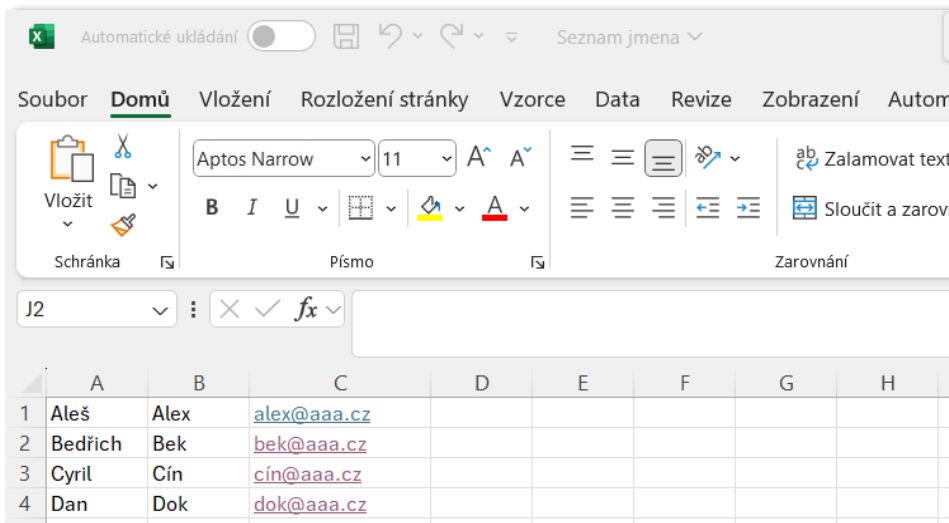 Automatické ukládání Seznam jmena
Soubor Domů Vložení Rozložení stránky Vzorce Data Revize Zobrazení Autom
Vložit Aptos Narrow 11 A A ab c Zalamovat text
B I U A Sloučit a zarov
Schránka Písmo Zarovnání
J2 fx
A B C D E F G H
1 Aleš Alex alex@aaa.cz
2 Bedřich Bek bek@aaa.cz
3 Cyril Cín cín@aaa.cz
4 Dan Dok dok@aaa.cz